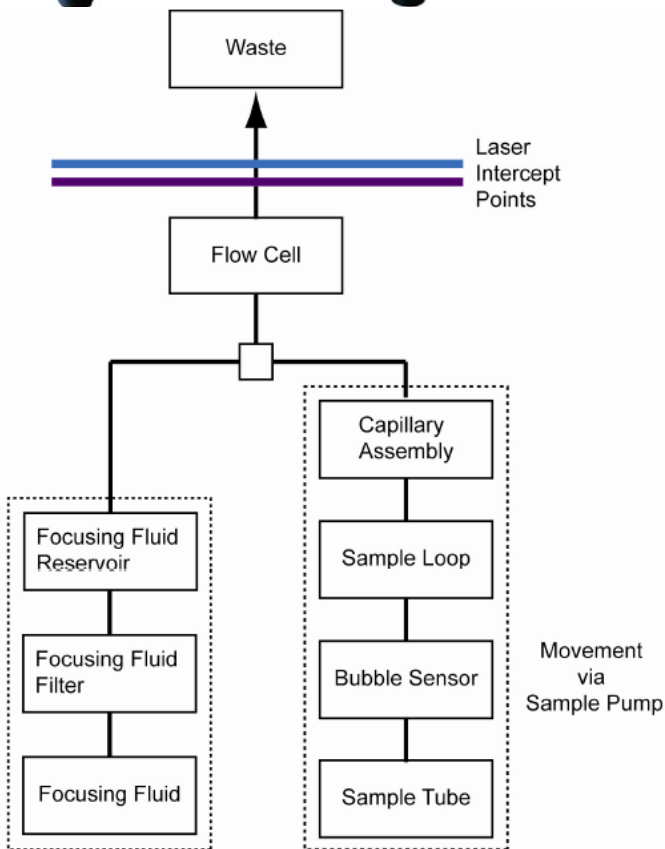 Waste
Laser
Intercept
Points
Flow Cell
Capillary
Assembly
Focusing Fluid
Reservoir
Sample Loop
Focusing Fluid
Filter
Bubble Sensor
Movement
via
Sample Pump
Focusing Fluid
Sample Tube